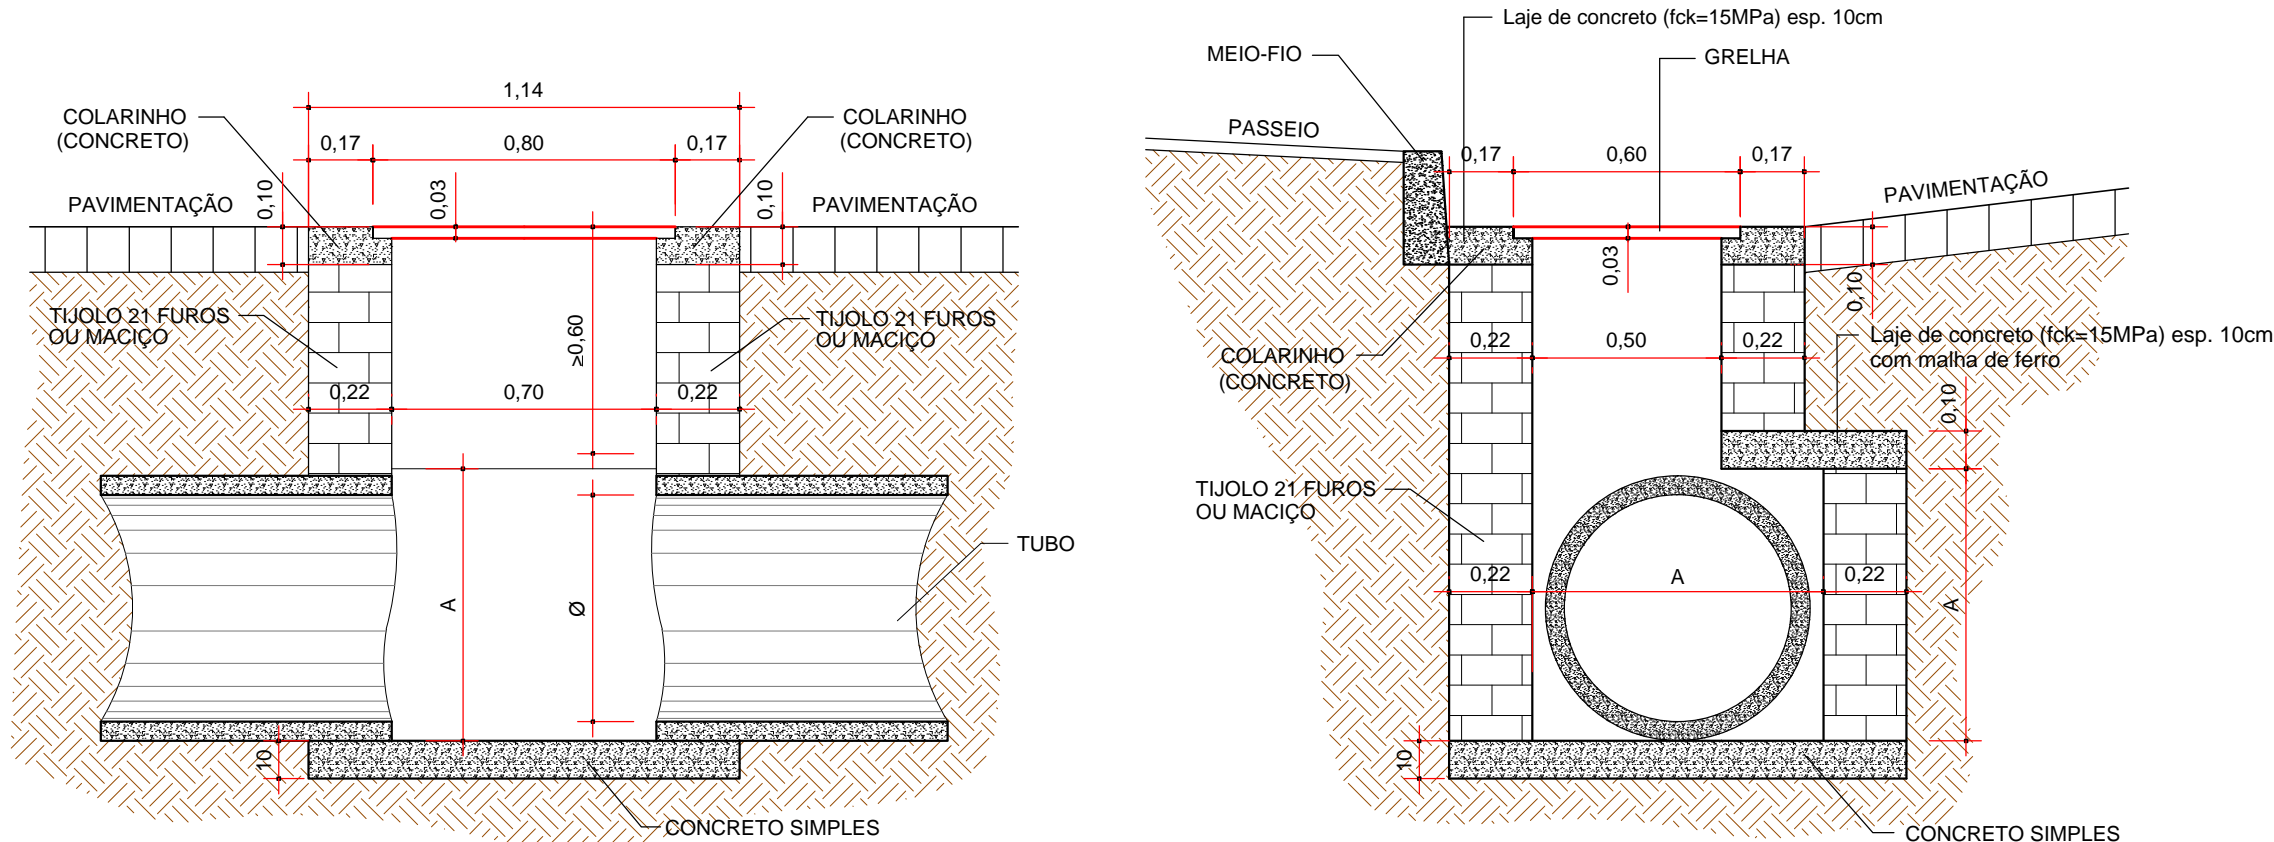 1,14
COLARINHO
(CONCRETO)
COLARINHO
(CONCRETO)
0,17
0,80
0,17
0,10
0,03
0,10
PAVIMENTAÇÃO
PAVIMENTAÇÃO
TIJOLO 21 FUROS
OU MACIÇO
≥0,60
TIJOLO 21 FUROS
OU MACIÇO
0,22
0,70
0,22
TUBO
A
Ø
10
CONCRETO SIMPLES
Laje de concreto (fck=15MPa) esp. 10cm
MEIO-FIO
GRELHA
PASSEIO
0,17
0,60
0,17
PAVIMENTAÇÃO
0,03
0,10
COLARINHO
(CONCRETO)
0,22
0,50
0,22
Laje de concreto (fck=15MPa) esp. 10cm
com malha de ferro
0,10
TIJOLO 21 FUROS
OU MACIÇO
0,22
A
0,22
A
10
CONCRETO SIMPLES